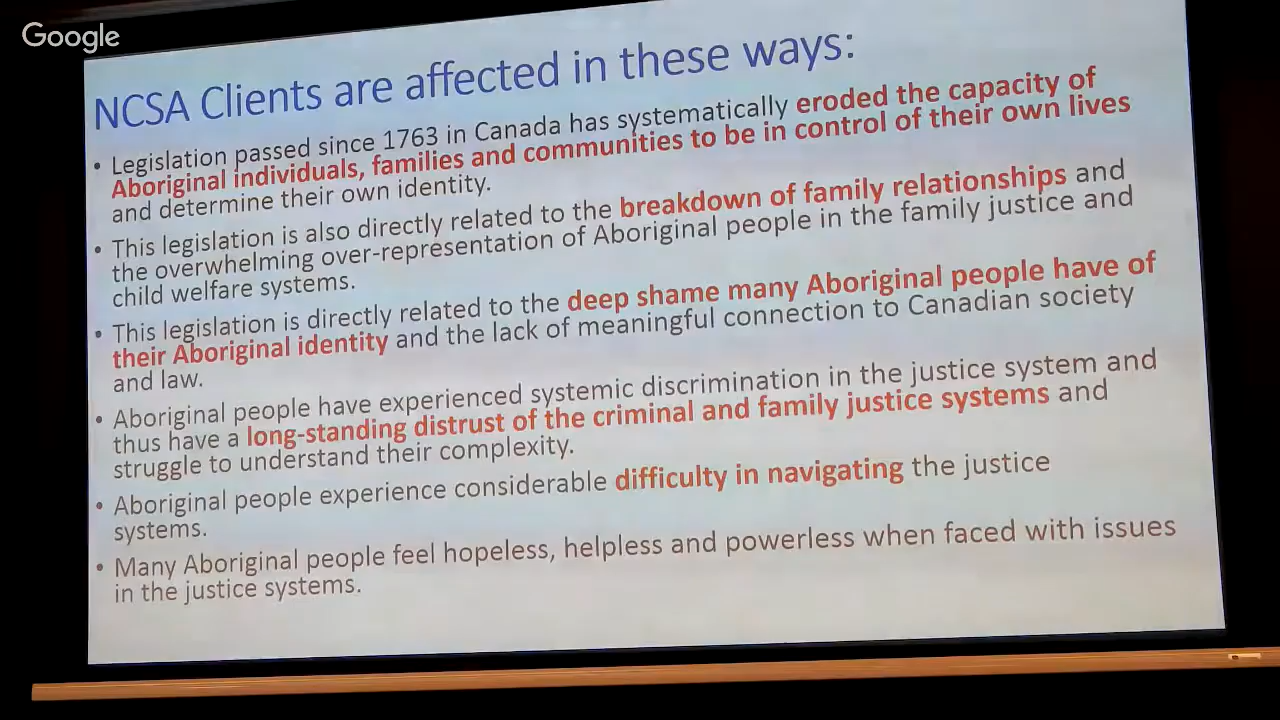 Google
NCSA Clients are affected in these ways:
• Legislation passed since 1763 in Canada has systematically eroded the capacity of
Aboriginal individuals, families and communities to be in control of their own lives
and determine their own identity.
• This legislation is also directly related to the breakdown of family relationships and
the overwhelming over-representation of Aboriginal people in the family justice and
child welfare systems.
• This legislation is directly related to the deep shame many Aboriginal people have of
their Aboriginal identity and the lack of meaningful connection to Canadian society
and law.
• Aboriginal people have experienced systemic discrimination in the justice system and
thus have a long-standing distrust of the criminal and family justice systems and
struggle to understand their complexity.
• Aboriginal people experience considerable difficulty in navigating the justice
systems.
• Many Aboriginal people feel hopeless, helpless and powerless when faced with issues
in the justice systems.